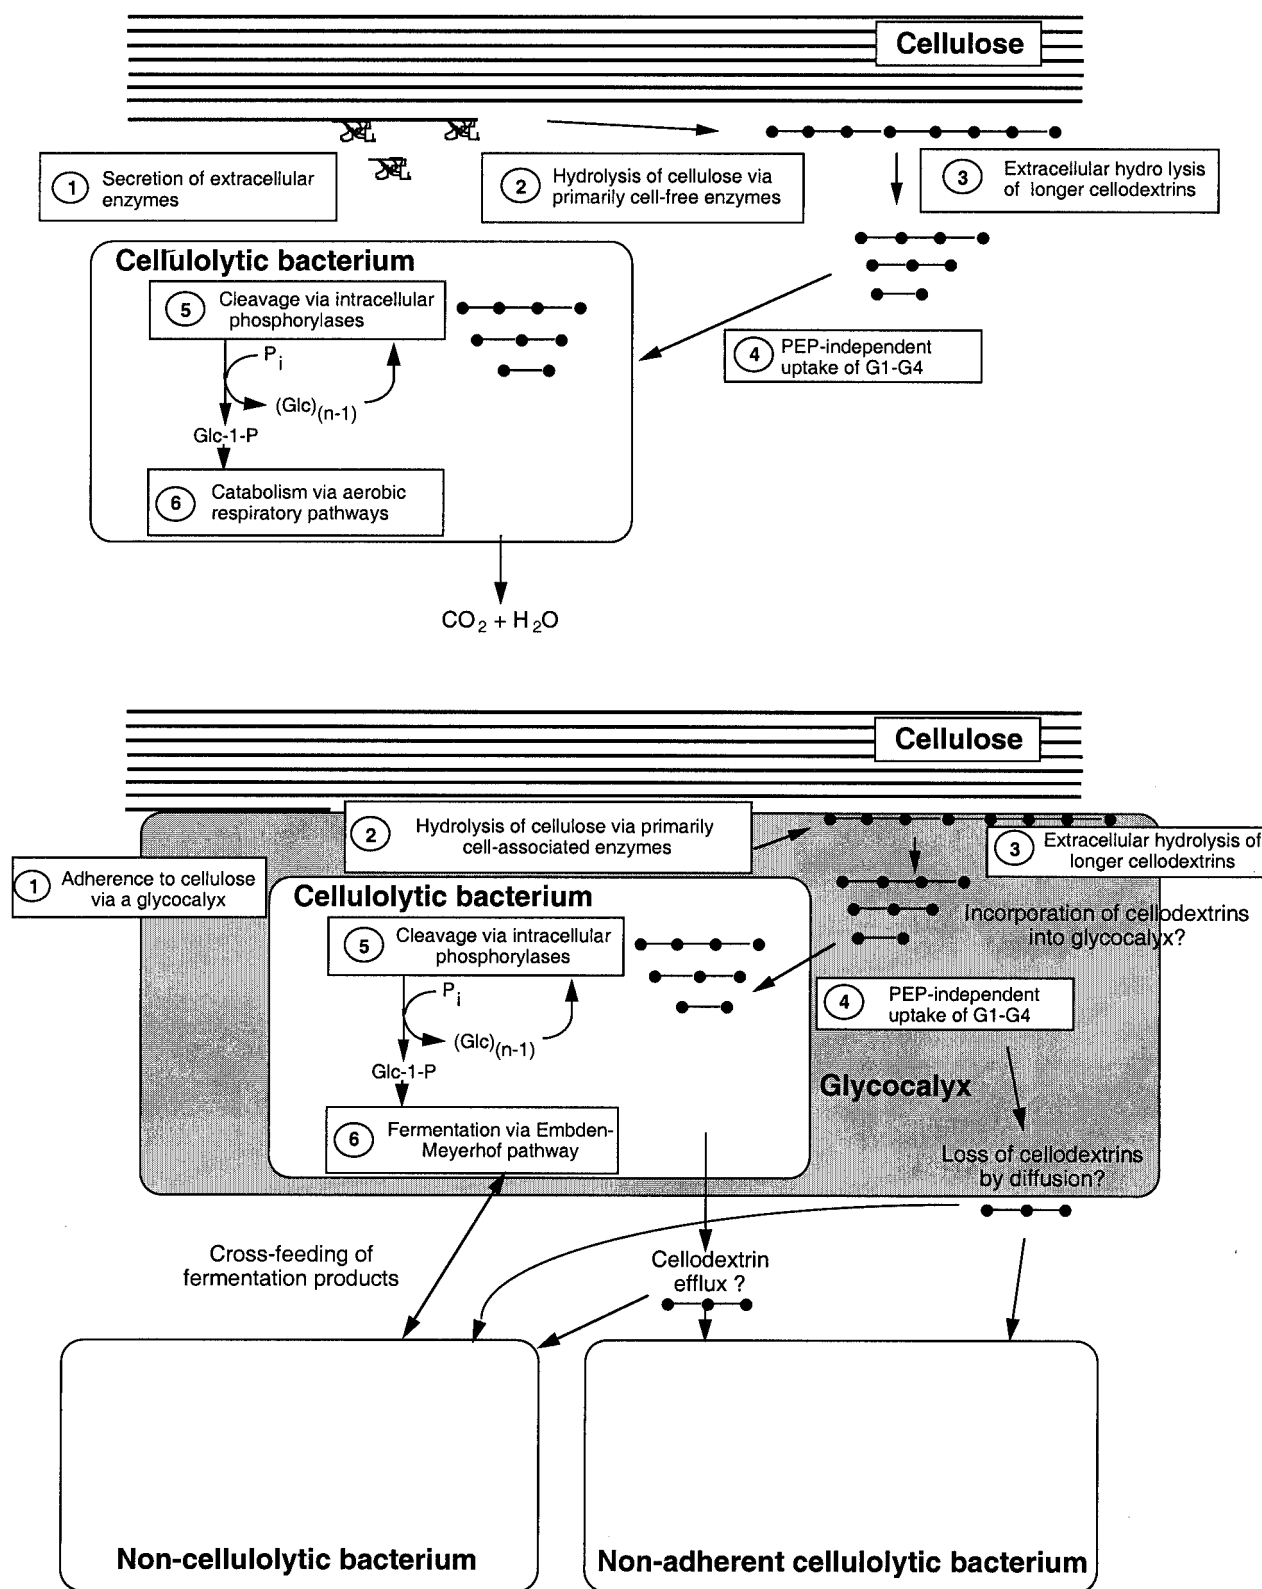 Cellulose
1 Secretion of extracellular
enzymes
2 Hydrolysis of cellulose via
primarily cell-free enzymes
3 Extracellular hydro lysis
of longer cellodextrins
Cellulolytic bacterium
5 Cleavage via intracellular
phosphorylases
4 PEP-independent
uptake of G1-G4
Pi
(Glc)(n-1)
Glc-1-P
6 Catabolism via aerobic
respiratory pathways
CO2 + H2O
Cellulose
2 Hydrolysis of cellulose via primarily
cell-associated enzymes
3 Extracellular hydrolysis of
longer cellodextrins
1 Adherence to cellulose
via a glycocalyx
Cellulolytic bacterium
Incorporation of cellodextrins
into glycocalyx?
5 Cleavage via intracellular
phosphorylases
4 PEP-independent
uptake of G1-G4
Pi
(Glc)(n-1)
Glc-1-P
Glycocalyx
6 Fermentation via Embden-
Meyerhof pathway
Loss of cellodextrins
by diffusion?
Cross-feeding of
fermentation products
Cellodextrin
efflux ?
Non-cellulolytic bacterium
Non-adherent cellulolytic bacterium